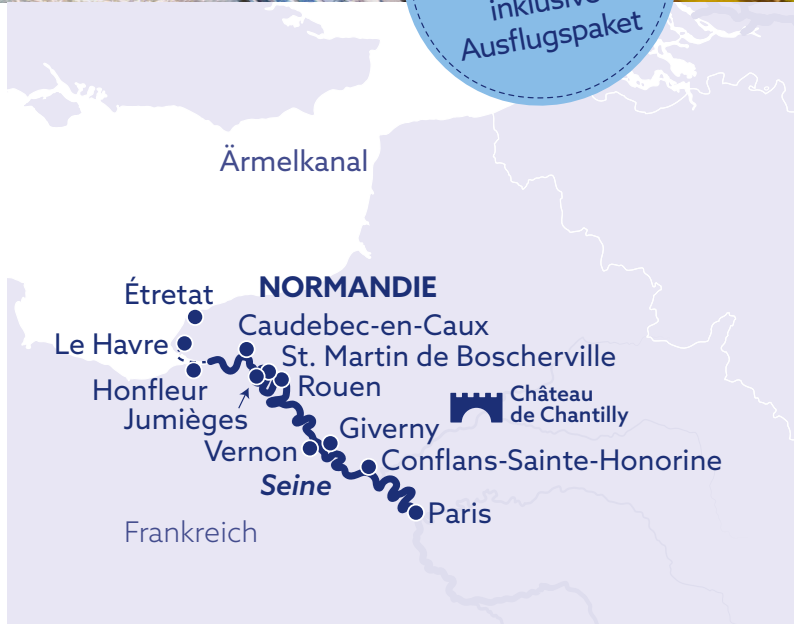 inklusive
Ausflugspaket
Ärmelkanal
Étretat
NORMANDIE
Caudebec-en-Caux
Le Havre
St. Martin de Boscherville
Honfleur
Rouen
Château
de Chantilly
Jumièges
Giverny
Vernon
Conflans-Sainte-Honorine
Seine
Paris
Frankreich